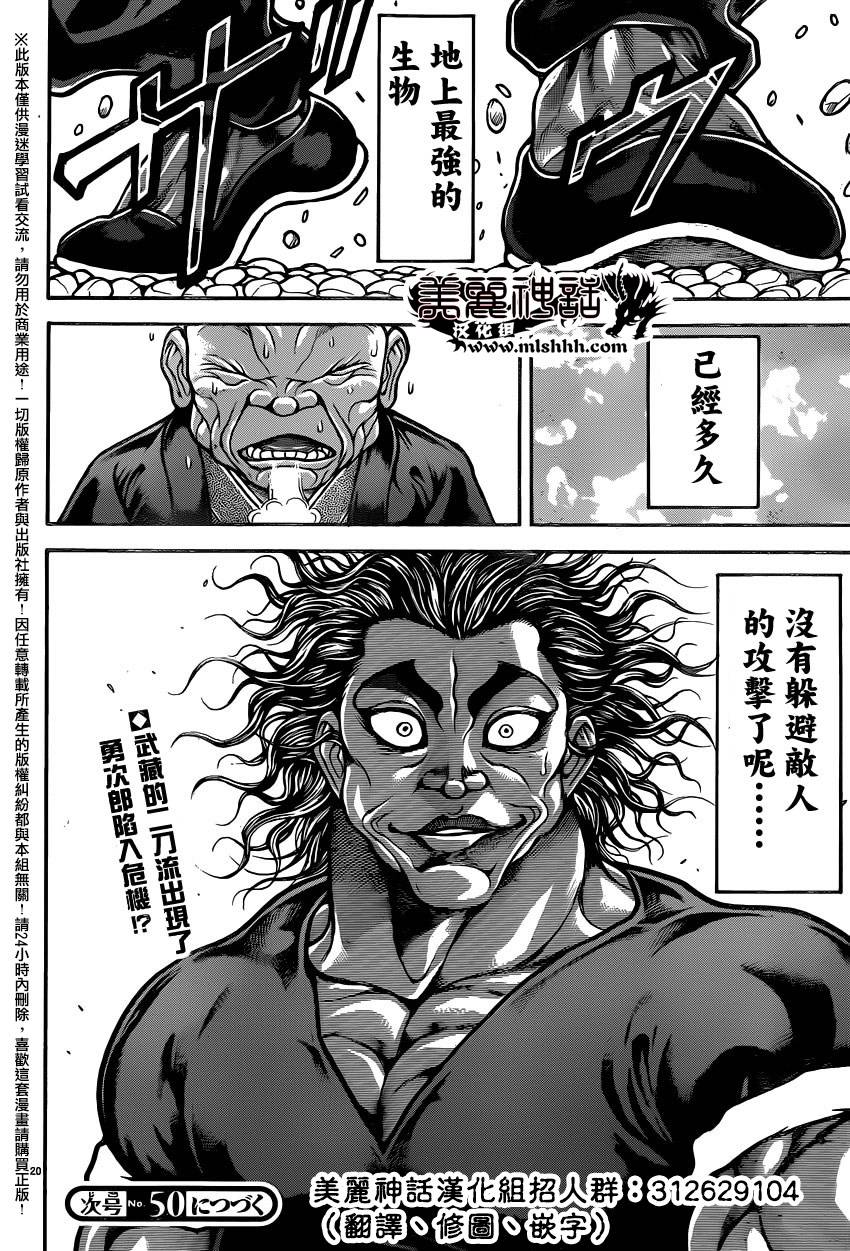 地上最強的
生物
ザ
ウ
美麗神話
汉化组
www.mlshhh.com
已經多久
沒有躲避敵人
的攻擊了呢……
◆武藏的二刀流出現了
勇次郎陷入危機!?
※此版本僅供漫迷學習試看交流，請勿用於商業用途！一切版權歸原作者與出版社擁有！因任意轉載所產生的版權糾紛都與本組無關！請24小時內刪除，喜歡這套漫畫請購買正版！
20
次号No.50につづく
美麗神話漢化組招人群：312629104
（翻譯、修圖、嵌字）